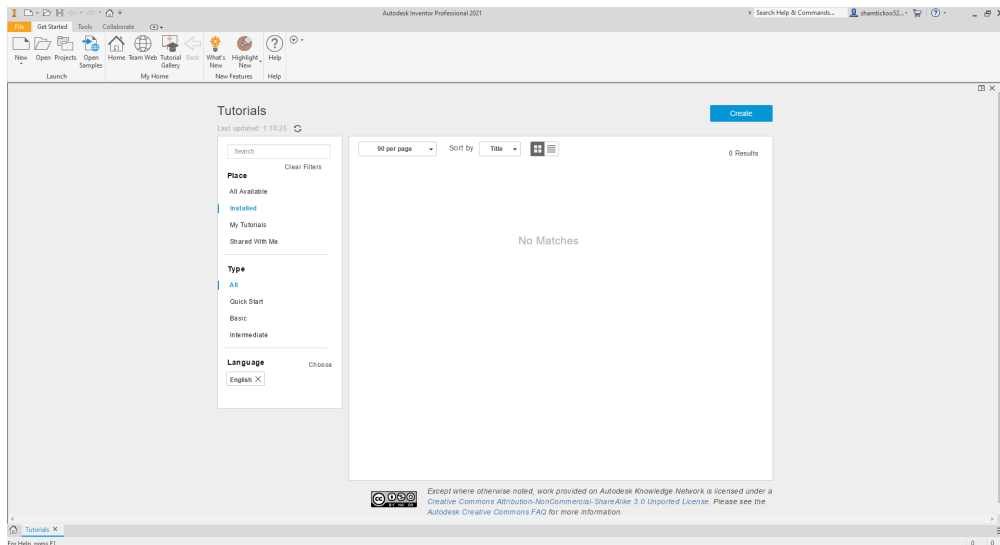 Autodesk Inventor Professional 2021
Search Help & Commands...
shamtickoo52...
File Get Started Tools Collaborate
New Open Projects Open Samples Home Team Web Tutorial Gallery Back What's New Highlight New Help
Launch My Home New Features Help
Tutorials
Create
Last updated: 1:10:25
Search
Clear Filters
Place
All Available
Installed
My Tutorials
Shared With Me
Type
All
Quick Start
Basic
Intermediate
Language Choose
English
90 per page Sort by Title
0 Results
No Matches
Except where otherwise noted, work provided on Autodesk Knowledge Network is licensed under a
Creative Commons Attribution-NonCommercial-ShareAlike 3.0 Unported License. Please see the
Autodesk Creative Commons FAQ for more information.
Tutorials
For Help, press F1
0 0